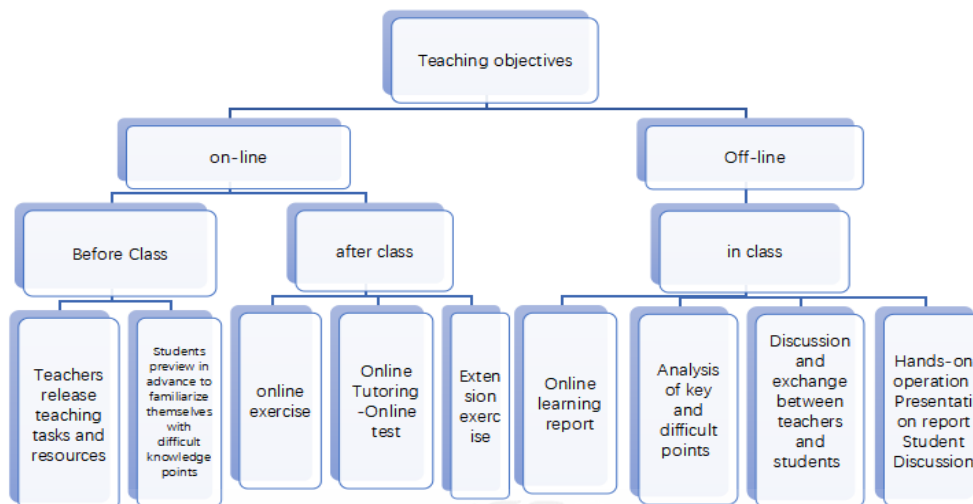 Teaching objectives
on-line
Off-line
Before Class
after class
in class
Teachers
release
teaching
tasks and
resources
Students
preview in
advance to
familiarize
themselves
with
difficult
knowledge
points
online
exercise
Online
Tutoring
-Online
test
Exten
sion
exerc
ise
Online
learning
report
Analysis
of key
and
difficult
points
Discussion
and
exchange
between
teachers
and
students
Hands-on
operation
Presentati
on report
Student
Discussion